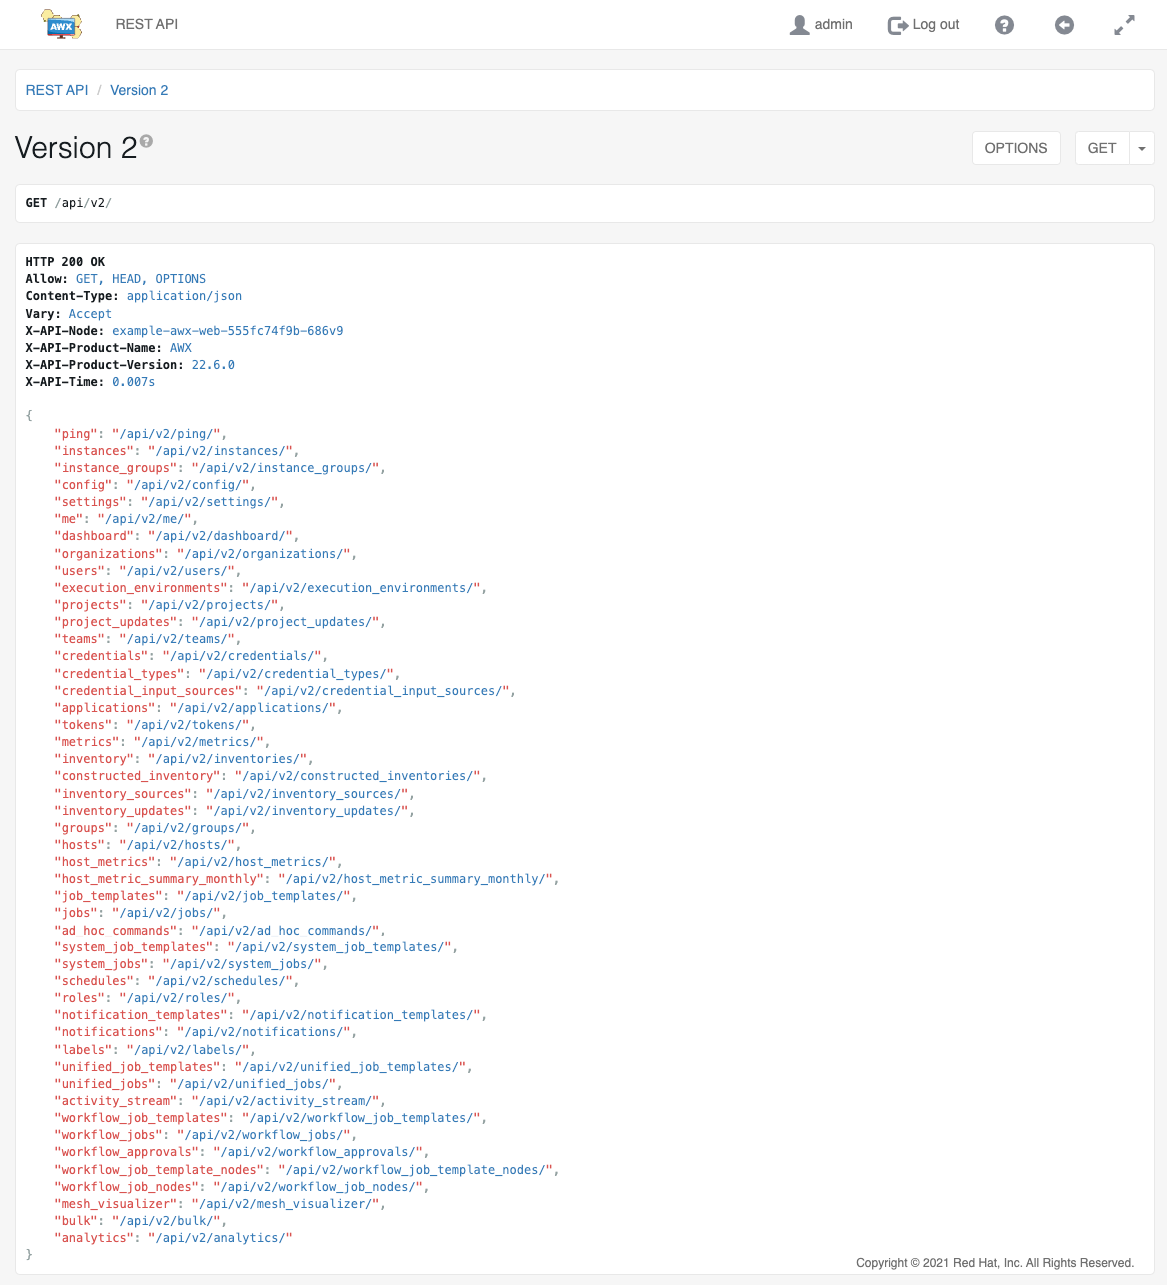 AWX REST API admin Log out
REST API / Version 2
Version 2
OPTIONS GET
GET /api/v2/
HTTP 200 OK
Allow: GET, HEAD, OPTIONS
Content-Type: application/json
Vary: Accept
X-API-Node: example-awx-web-555fc74f9b-686v9
X-API-Product-Name: AWX
X-API-Product-Version: 22.6.0
X-API-Time: 0.007s
{
"ping": "/api/v2/ping/",
"instances": "/api/v2/instances/",
"instance_groups": "/api/v2/instance_groups/",
"config": "/api/v2/config/",
"settings": "/api/v2/settings/",
"me": "/api/v2/me/",
"dashboard": "/api/v2/dashboard/",
"organizations": "/api/v2/organizations/",
"users": "/api/v2/users/",
"execution_environments": "/api/v2/execution_environments/",
"projects": "/api/v2/projects/",
"project_updates": "/api/v2/project_updates/",
"teams": "/api/v2/teams/",
"credentials": "/api/v2/credentials/",
"credential_types": "/api/v2/credential_types/",
"credential_input_sources": "/api/v2/credential_input_sources/",
"applications": "/api/v2/applications/",
"tokens": "/api/v2/tokens/",
"metrics": "/api/v2/metrics/",
"inventory": "/api/v2/inventories/",
"constructed_inventory": "/api/v2/constructed_inventories/",
"inventory_sources": "/api/v2/inventory_sources/",
"inventory_updates": "/api/v2/inventory_updates/",
"groups": "/api/v2/groups/",
"hosts": "/api/v2/hosts/",
"host_metrics": "/api/v2/host_metrics/",
"host_metric_summary_monthly": "/api/v2/host_metric_summary_monthly/",
"job_templates": "/api/v2/job_templates/",
"jobs": "/api/v2/jobs/",
"ad hoc commands": "/api/v2/ad hoc commands/",
"system_job_templates": "/api/v2/system_job_templates/",
"system_jobs": "/api/v2/system_jobs/",
"schedules": "/api/v2/schedules/",
"roles": "/api/v2/roles/",
"notification_templates": "/api/v2/notification_templates/",
"notifications": "/api/v2/notifications/",
"labels": "/api/v2/labels/",
"unified_job_templates": "/api/v2/unified_job_templates/",
"unified_jobs": "/api/v2/unified_jobs/",
"activity_stream": "/api/v2/activity_stream/",
"workflow_job_templates": "/api/v2/workflow_job_templates/",
"workflow_jobs": "/api/v2/workflow_jobs/",
"workflow_approvals": "/api/v2/workflow_approvals/",
"workflow_job_template_nodes": "/api/v2/workflow_job_template_nodes/",
"workflow_job_nodes": "/api/v2/workflow_job_nodes/",
"mesh_visualizer": "/api/v2/mesh_visualizer/",
"bulk": "/api/v2/bulk/",
"analytics": "/api/v2/analytics/"
}
Copyright © 2021 Red Hat, Inc. All Rights Reserved.